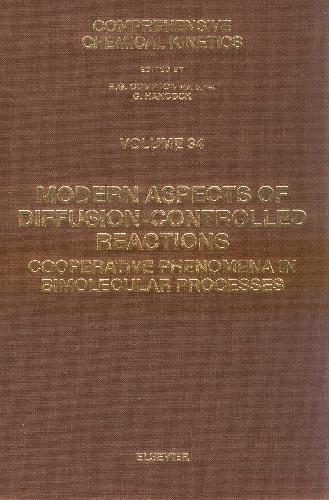 COMPREHENSIVE
CHEMICAL KINETICS
EDITED BY
R.G. COMPTON
G. HANCOCK
VOLUME 34
MODERN ASPECTS OF
DIFFUSION-CONTROLLED
REACTIONS
COOPERATIVE PHENOMENA IN
BIMOLECULAR PROCESSES
ELSEVIER